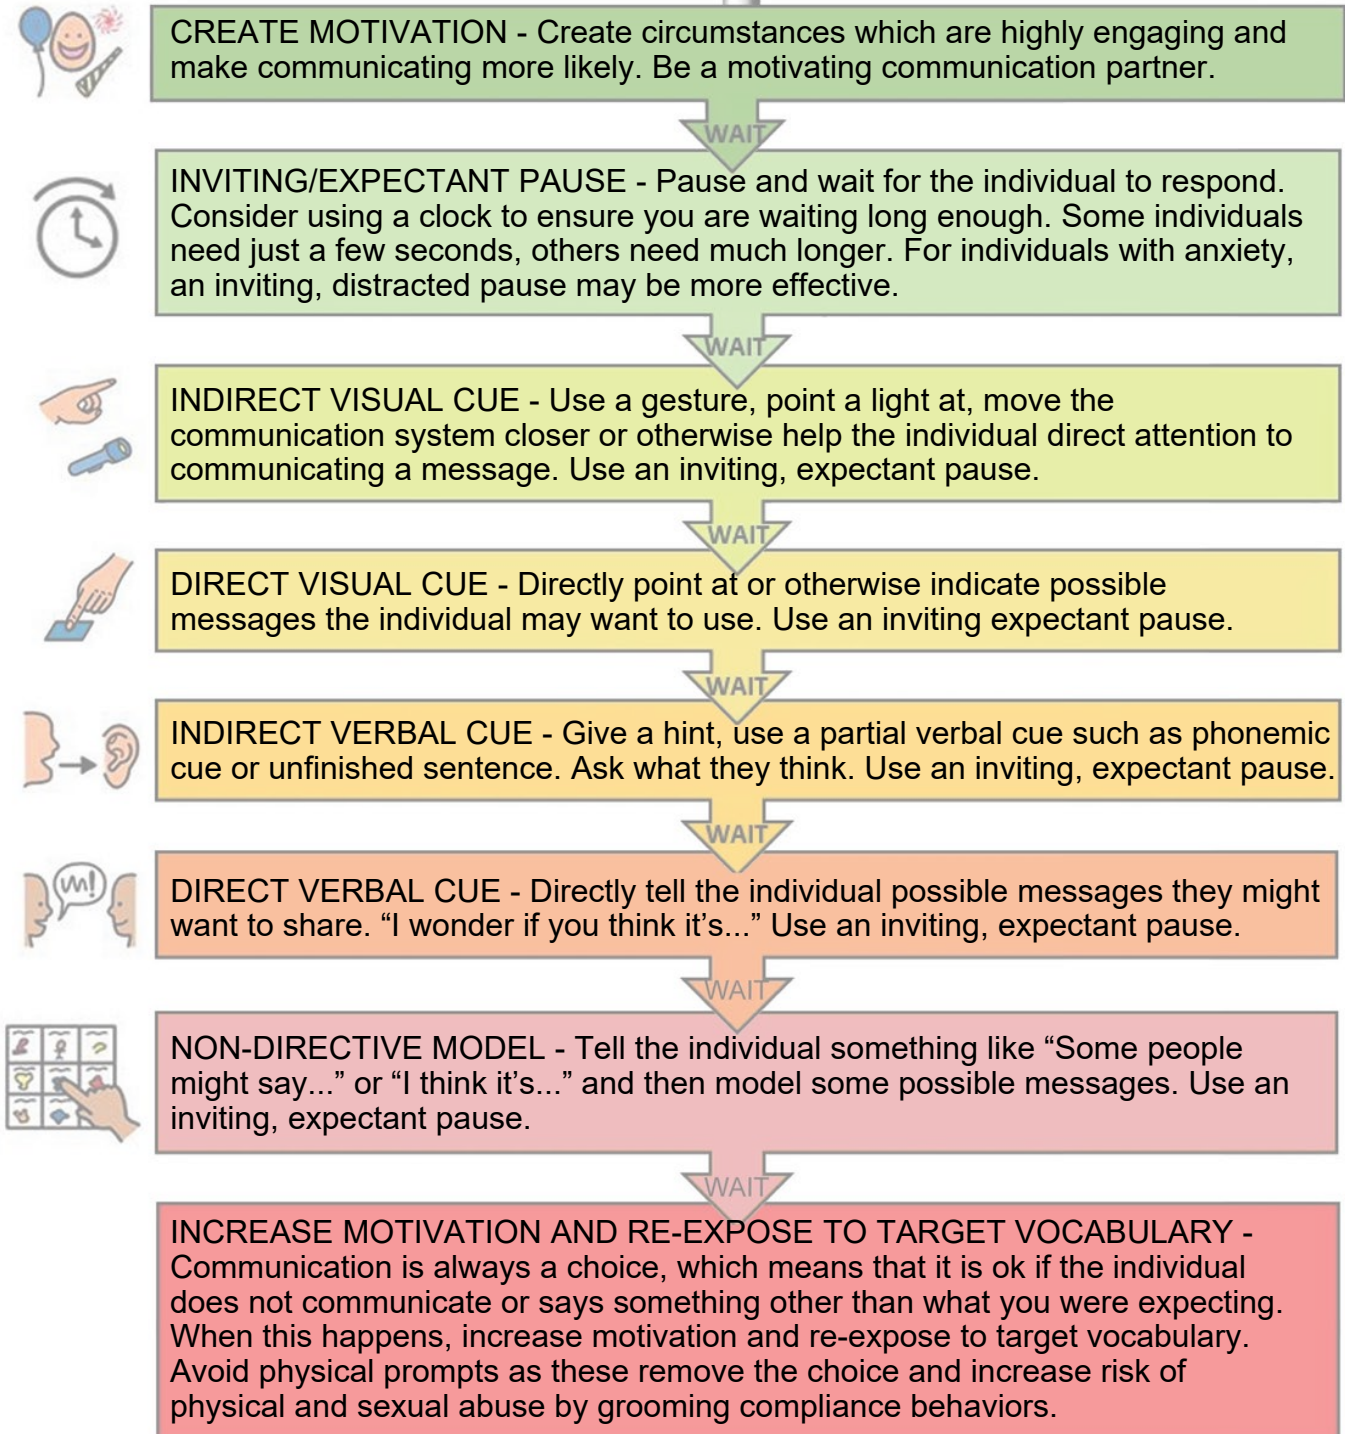 CREATE MOTIVATION - Create circumstances which are highly engaging and
make communicating more likely. Be a motivating communication partner.
WAIT
INVITING/EXPECTANT PAUSE - Pause and wait for the individual to respond.
Consider using a clock to ensure you are waiting long enough. Some individuals
need just a few seconds, others need much longer. For individuals with anxiety,
an inviting, distracted pause may be more effective.
WAIT
INDIRECT VISUAL CUE - Use a gesture, point a light at, move the
communication system closer or otherwise help the individual direct attention to
communicating a message. Use an inviting, expectant pause.
WAIT
DIRECT VISUAL CUE - Directly point at or otherwise indicate possible
messages the individual may want to use. Use an inviting expectant pause.
WAIT
INDIRECT VERBAL CUE - Give a hint, use a partial verbal cue such as phonemic
cue or unfinished sentence. Ask what they think. Use an inviting, expectant pause.
WAIT
DIRECT VERBAL CUE - Directly tell the individual possible messages they might
want to share. “I wonder if you think it’s...” Use an inviting, expectant pause.
WAIT
NON-DIRECTIVE MODEL - Tell the individual something like “Some people
might say...” or “I think it’s...” and then model some possible messages. Use an
inviting, expectant pause.
WAIT
INCREASE MOTIVATION AND RE-EXPOSE TO TARGET VOCABULARY -
Communication is always a choice, which means that it is ok if the individual
does not communicate or says something other than what you were expecting.
When this happens, increase motivation and re-expose to target vocabulary.
Avoid physical prompts as these remove the choice and increase risk of
physical and sexual abuse by grooming compliance behaviors.